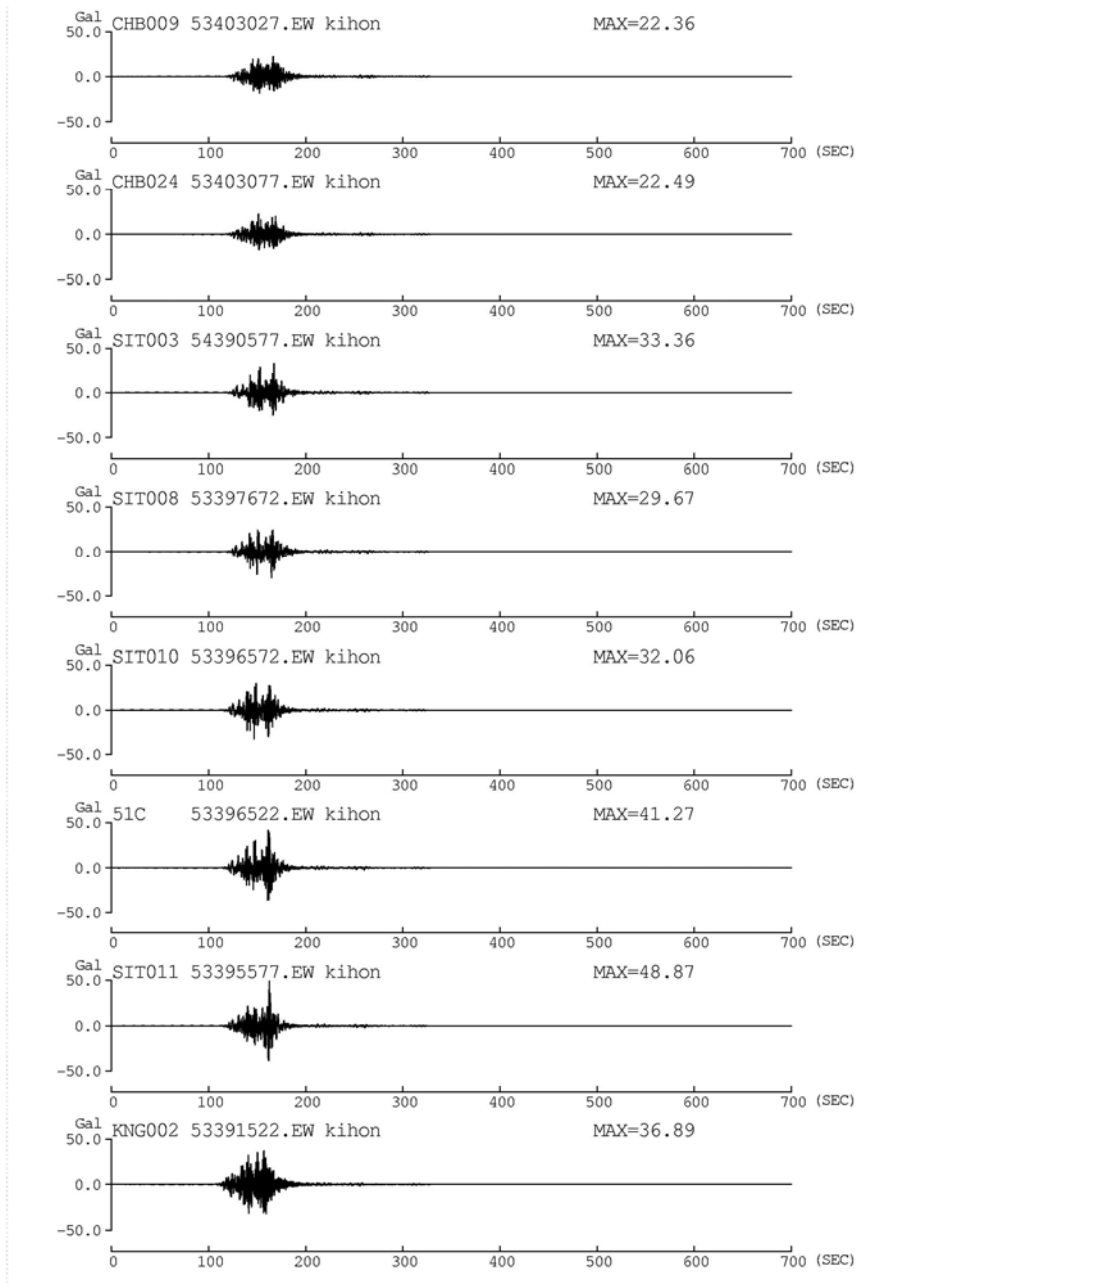 Gal CHB009 53403027.EW kihon MAX=22.36
50.0
0.0
-50.0
0 100 200 300 400 500 600 700 (SEC)
Gal CHB024 53403077.EW kihon MAX=22.49
50.0
0.0
-50.0
0 100 200 300 400 500 600 700 (SEC)
Gal SIT003 54390577.EW kihon MAX=33.36
50.0
0.0
-50.0
0 100 200 300 400 500 600 700 (SEC)
Gal SIT008 53397672.EW kihon MAX=29.67
50.0
0.0
-50.0
0 100 200 300 400 500 600 700 (SEC)
Gal SIT010 53396572.EW kihon MAX=32.06
50.0
0.0
-50.0
0 100 200 300 400 500 600 700 (SEC)
Gal 51C 53396522.EW kihon MAX=41.27
50.0
0.0
-50.0
0 100 200 300 400 500 600 700 (SEC)
Gal SIT011 53395577.EW kihon MAX=48.87
50.0
0.0
-50.0
0 100 200 300 400 500 600 700 (SEC)
Gal KNG002 53391522.EW kihon MAX=36.89
50.0
0.0
-50.0
0 100 200 300 400 500 600 700 (SEC)